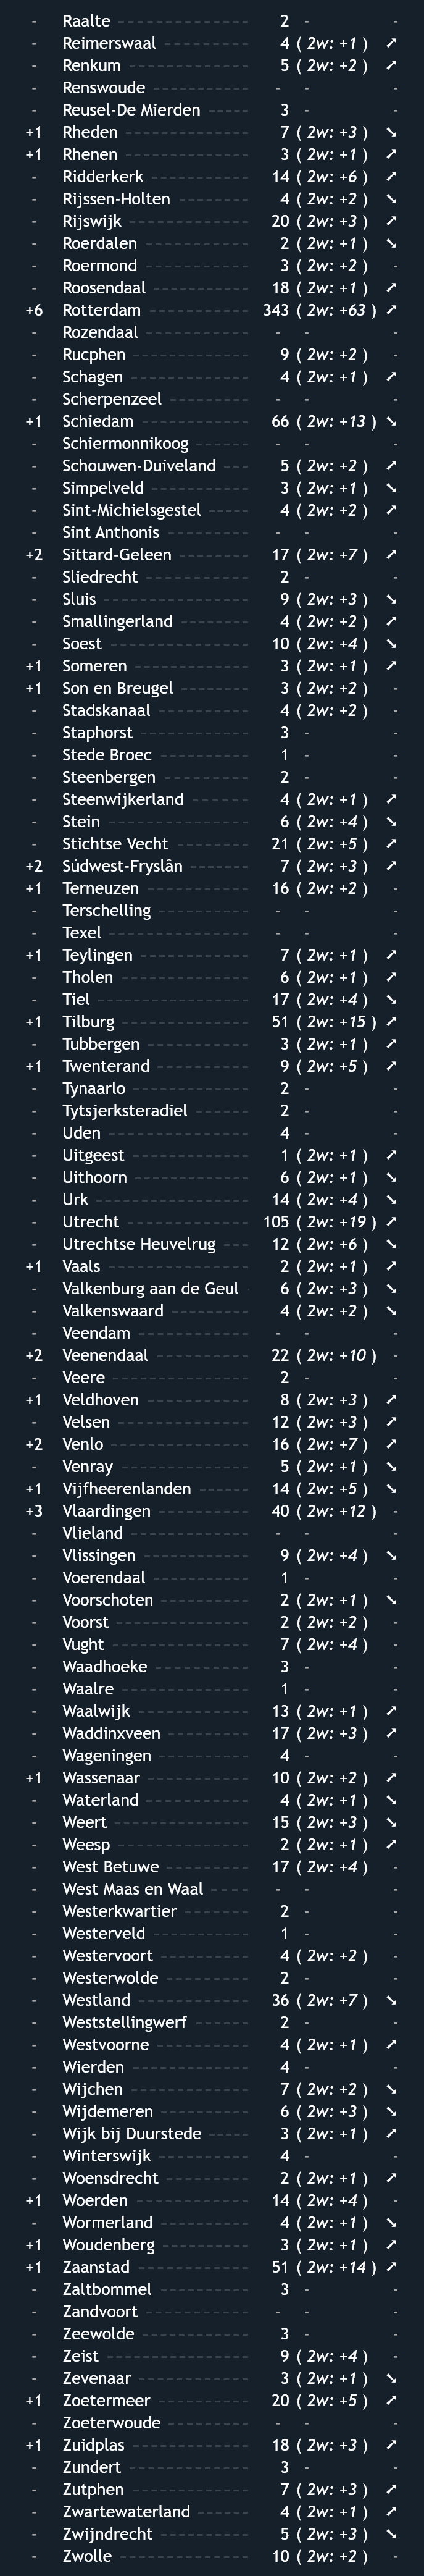 - Raalte 2 - -
- Reimerswaal 4 ( 2w: +1 ) ↗
- Renkum 5 ( 2w: +2 ) ↗
- Renswoude - - -
- Reusel-De Mierden 3 - -
+1 Rheden 7 ( 2w: +3 ) ↘
+1 Rhenen 3 ( 2w: +1 ) ↗
- Ridderkerk 14 ( 2w: +6 ) ↗
- Rijssen-Holten 4 ( 2w: +2 ) ↘
- Rijswijk 20 ( 2w: +3 ) ↗
- Roerdalen 2 ( 2w: +1 ) ↘
- Roermond 3 ( 2w: +2 ) -
- Roosendaal 18 ( 2w: +1 ) ↗
+6 Rotterdam 343 ( 2w: +63 ) ↗
- Rozendaal - - -
- Rucphen 9 ( 2w: +2 ) -
- Schagen 4 ( 2w: +1 ) ↗
- Scherpenzeel - - -
+1 Schiedam 66 ( 2w: +13 ) ↘
- Schiermonnikoog - - -
- Schouwen-Duiveland 5 ( 2w: +2 ) ↗
- Simpelveld 3 ( 2w: +1 ) ↘
- Sint-Michielsgestel 4 ( 2w: +2 ) ↗
- Sint Anthonis - - -
+2 Sittard-Geleen 17 ( 2w: +7 ) ↗
- Sliedrecht 2 - -
- Sluis 9 ( 2w: +3 ) ↘
- Smallingerland 4 ( 2w: +2 ) ↗
- Soest 10 ( 2w: +4 ) ↘
+1 Someren 3 ( 2w: +1 ) ↗
+1 Son en Breugel 3 ( 2w: +2 ) -
- Stadskanaal 4 ( 2w: +2 ) -
- Staphorst 3 - -
- Stede Broec 1 - -
- Steenbergen 2 - -
- Steenwijkerland 4 ( 2w: +1 ) ↗
- Stein 6 ( 2w: +4 ) ↘
- Stichtse Vecht 21 ( 2w: +5 ) ↗
+2 Súdwest-Fryslân 7 ( 2w: +3 ) ↗
+1 Terneuzen 16 ( 2w: +2 ) -
- Terschelling - - -
- Texel - - -
+1 Teylingen 7 ( 2w: +1 ) ↗
- Tholen 6 ( 2w: +1 ) ↗
- Tiel 17 ( 2w: +4 ) ↘
+1 Tilburg 51 ( 2w: +15 ) ↗
- Tubbergen 3 ( 2w: +1 ) ↗
+1 Twenterand 9 ( 2w: +5 ) ↗
- Tynaarlo 2 - -
- Tytsjerksteradiel 2 - -
- Uden 4 - -
- Uitgeest 1 ( 2w: +1 ) ↗
- Uithoorn 6 ( 2w: +1 ) ↘
- Urk 14 ( 2w: +4 ) ↘
- Utrecht 105 ( 2w: +19 ) ↗
- Utrechtse Heuvelrug 12 ( 2w: +6 ) ↘
+1 Vaals 2 ( 2w: +1 ) ↗
- Valkenburg aan de Geul 6 ( 2w: +3 ) ↘
- Valkenswaard 4 ( 2w: +2 ) ↘
- Veendam - - -
+2 Veenendaal 22 ( 2w: +10 ) -
- Veere 2 - -
+1 Veldhoven 8 ( 2w: +3 ) ↗
- Velsen 12 ( 2w: +3 ) ↗
+2 Venlo 16 ( 2w: +7 ) ↗
- Venray 5 ( 2w: +1 ) ↘
+1 Vijfheerenlanden 14 ( 2w: +5 ) ↘
+3 Vlaardingen 40 ( 2w: +12 ) -
- Vlieland - - -
- Vlissingen 9 ( 2w: +4 ) ↘
- Voerendaal 1 - -
- Voorschoten 2 ( 2w: +1 ) ↘
- Voorst 2 ( 2w: +2 ) -
- Vught 7 ( 2w: +4 ) -
- Waadhoeke 3 - -
- Waalre 1 - -
- Waalwijk 13 ( 2w: +1 ) ↗
- Waddinxveen 17 ( 2w: +3 ) ↗
- Wageningen 4 - -
+1 Wassenaar 10 ( 2w: +2 ) ↗
- Waterland 4 ( 2w: +1 ) ↘
- Weert 15 ( 2w: +3 ) ↘
- Weesp 2 ( 2w: +1 ) ↗
- West Betuwe 17 ( 2w: +4 ) -
- West Maas en Waal - - -
- Westerkwartier 2 - -
- Westerveld 1 - -
- Westervoort 4 ( 2w: +2 ) -
- Westerwolde 2 - -
- Westland 36 ( 2w: +7 ) ↘
- Weststellingwerf 2 - -
- Westvoorne 4 ( 2w: +1 ) ↗
- Wierden 4 - -
- Wijchen 7 ( 2w: +2 ) ↘
- Wijdemeren 6 ( 2w: +3 ) ↘
- Wijk bij Duurstede 3 ( 2w: +1 ) ↗
- Winterswijk 4 - -
- Woensdrecht 2 ( 2w: +1 ) ↗
+1 Woerden 14 ( 2w: +4 ) -
- Wormerland 4 ( 2w: +1 ) ↘
+1 Woudenberg 3 ( 2w: +1 ) ↗
+1 Zaanstad 51 ( 2w: +14 ) ↗
- Zaltbommel 3 - -
- Zandvoort - - -
- Zeewolde 3 - -
- Zeist 9 ( 2w: +4 ) -
- Zevenaar 3 ( 2w: +1 ) ↘
+1 Zoetermeer 20 ( 2w: +5 ) ↗
- Zoeterwoude - - -
+1 Zuidplas 18 ( 2w: +3 ) ↗
- Zundert 3 - -
- Zutphen 7 ( 2w: +3 ) ↗
- Zwartewaterland 4 ( 2w: +1 ) ↗
- Zwijndrecht 5 ( 2w: +3 ) ↘
- Zwolle 10 ( 2w: +2 ) -